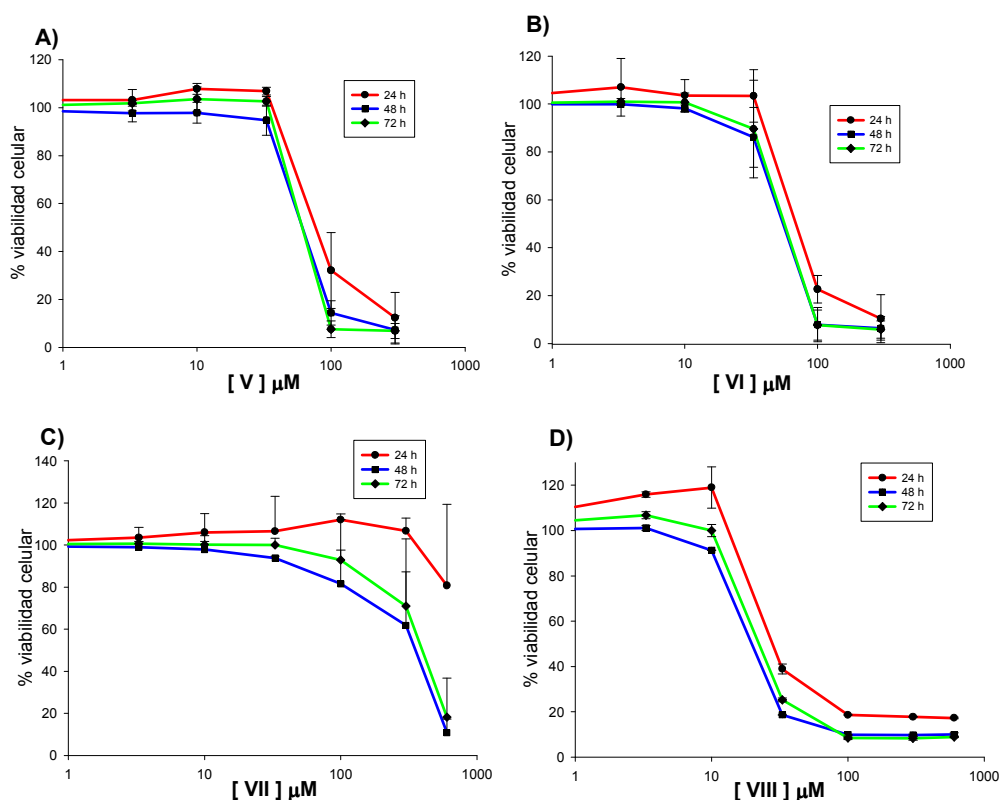 A)
120
100
80
60
40
20
0
% viabilidad celular
24 h
48 h
72 h
1
10
100
1000
[ V ] µM
B)
120
100
80
60
40
20
0
% viabilidad celular
24 h
48 h
72 h
1
10
100
1000
[ VI ] µM
C)
140
120
100
80
60
40
20
0
% viabilidad celular
24 h
48 h
72 h
1
10
100
1000
[ VII ] µM
D)
120
100
80
60
40
20
0
% viabilidad celular
24 h
48 h
72 h
1
10
100
1000
[ VIII ] µM